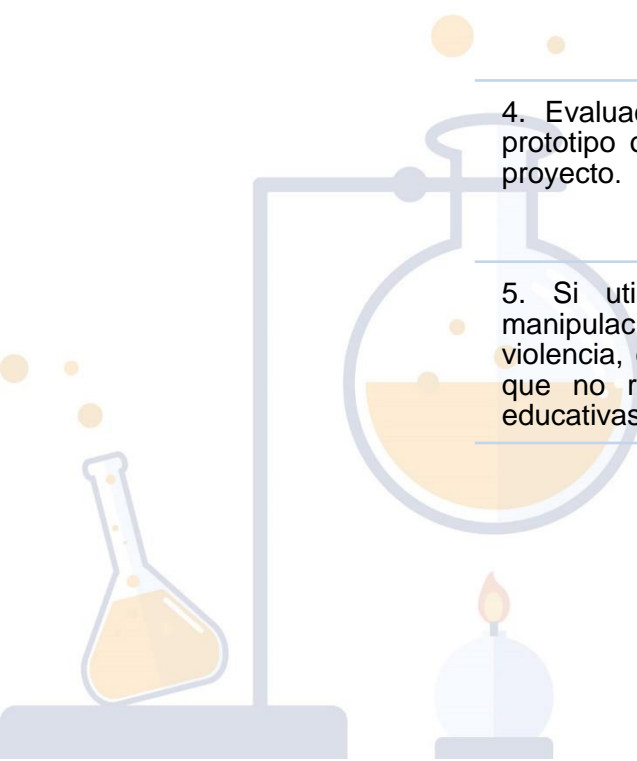 4. Evaluac
prototipo
proyecto.
5. Si uti
manipulac
violencia,
que no r
educativas